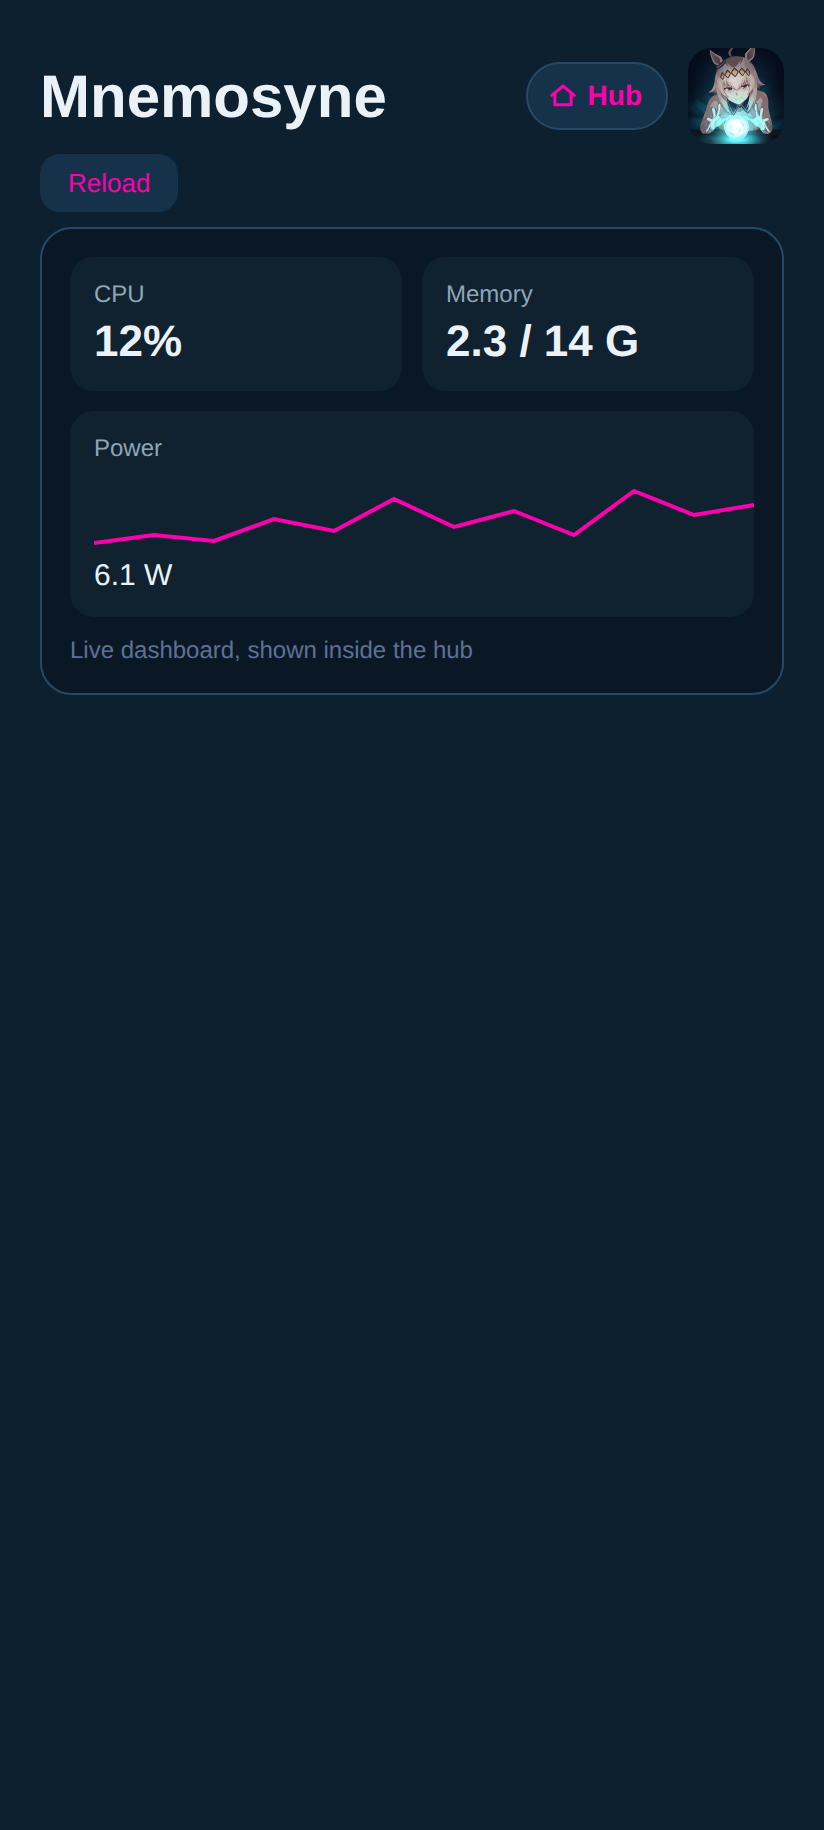 Mnemosyne
Hub
Reload
CPU
12%
Memory
2.3 / 14 G
Power
6.1 W
Live dashboard, shown inside the hub